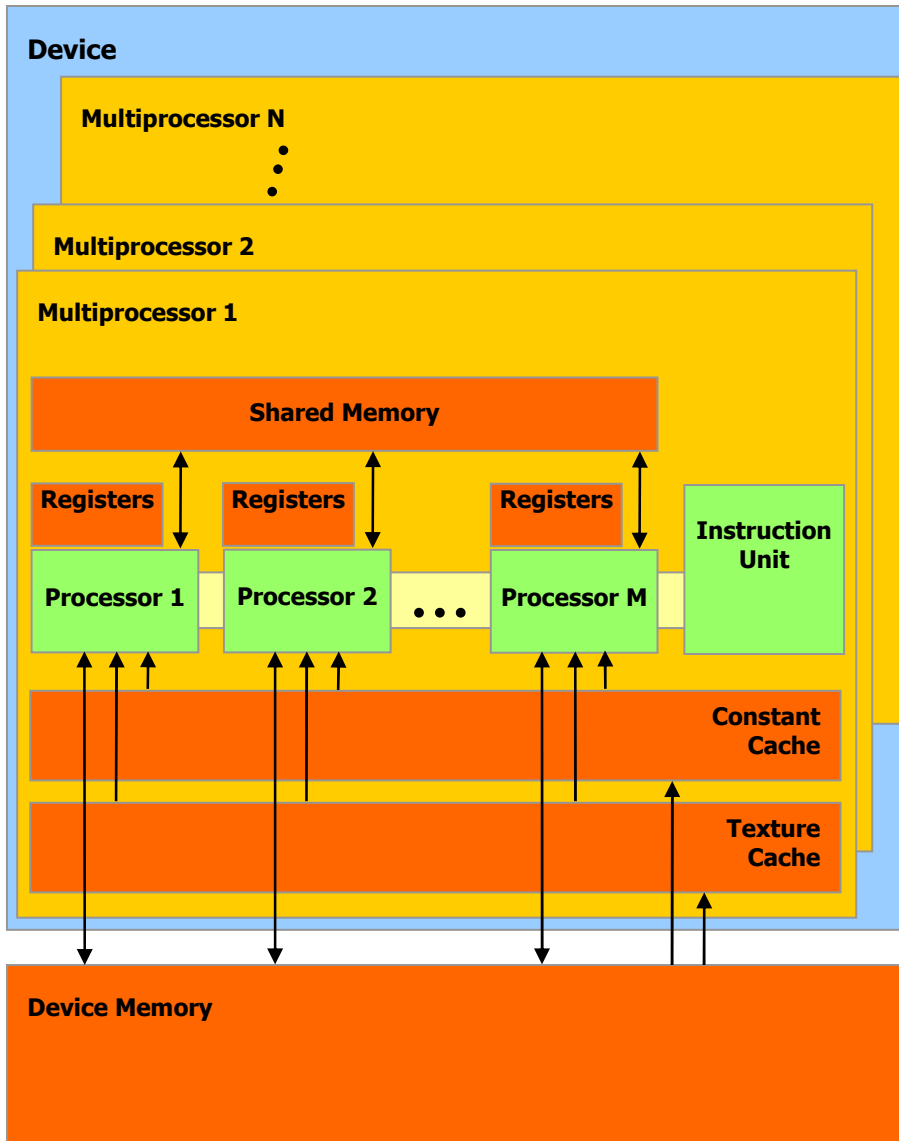 Device
Multiprocessor N
Multiprocessor 2
Multiprocessor 1
Shared Memory
Registers
Registers
Registers
Instruction
Unit
Processor 1
Processor 2
Processor M
Constant
Cache
Texture
Cache
Device Memory